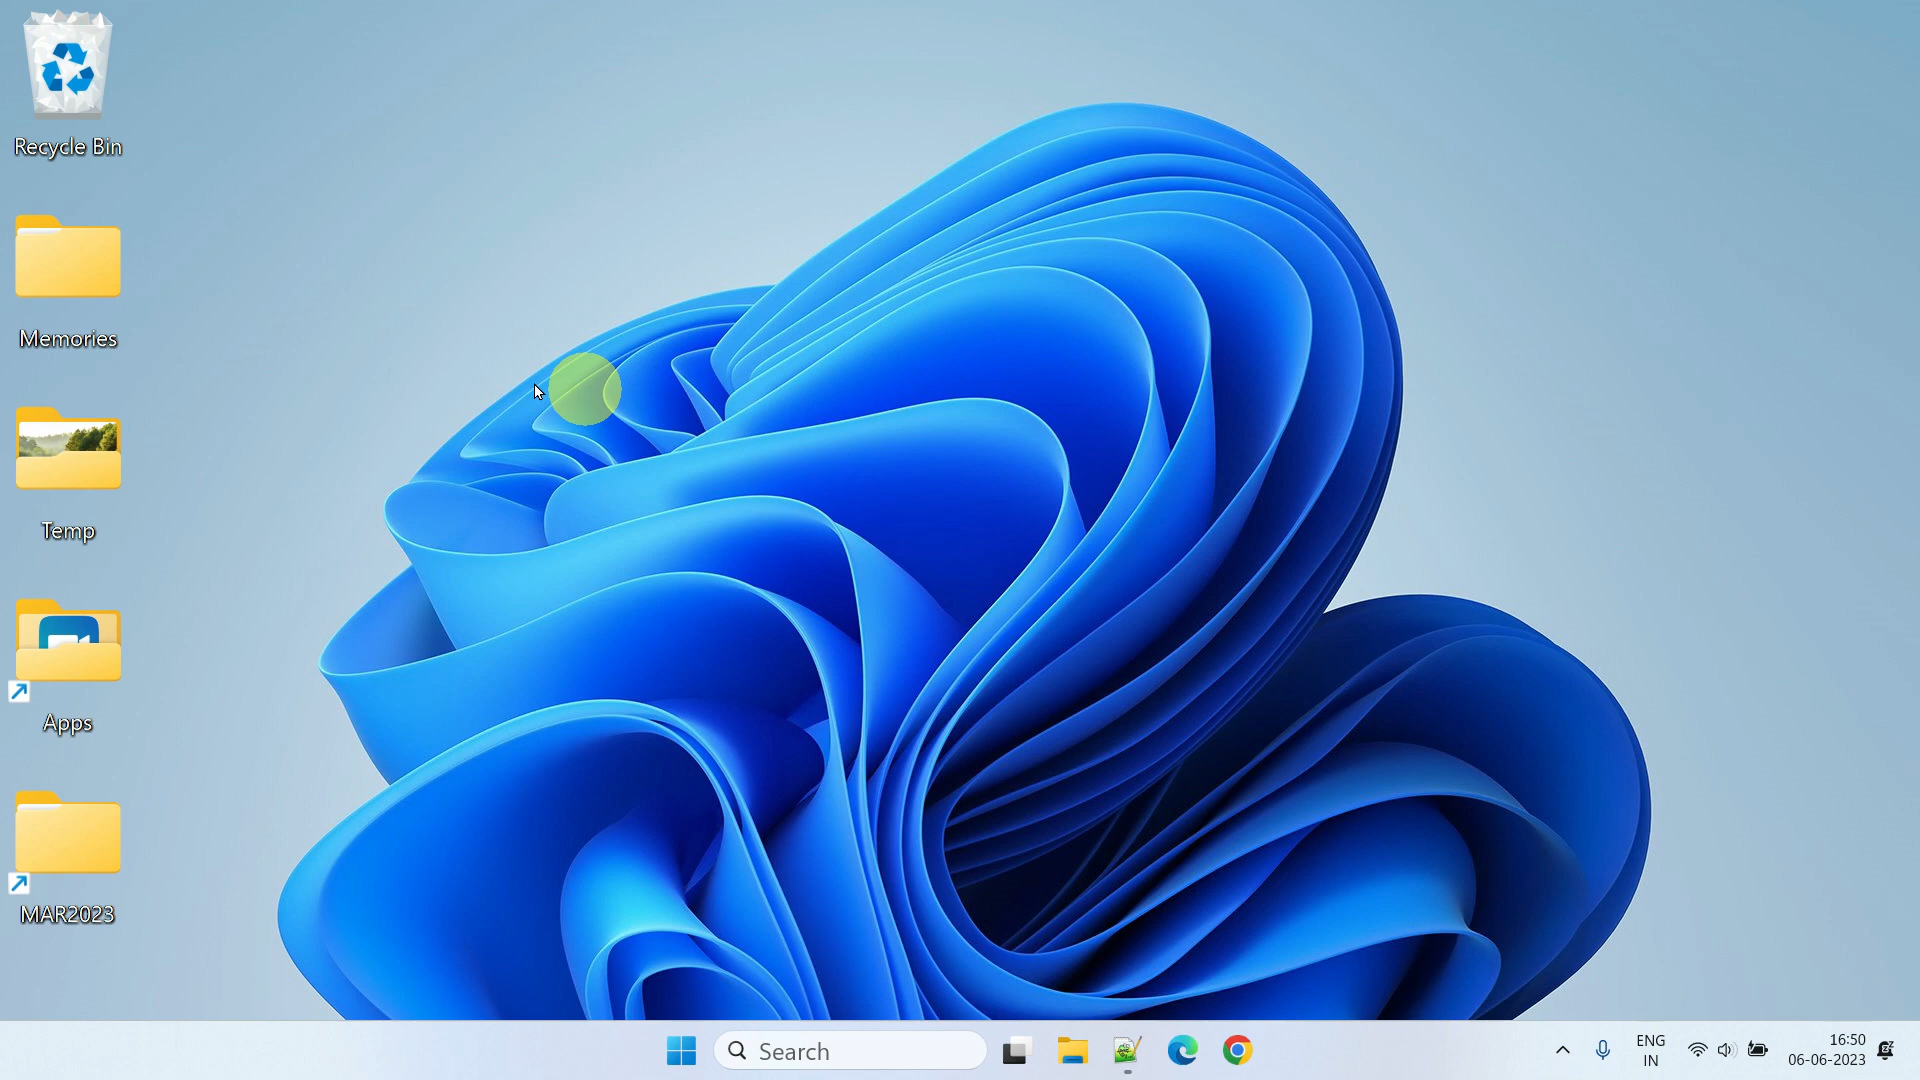 Recycle Bin
Memories
Temp
Apps
MAR2023
Search
ENG
IN
16:50
06-06-2023